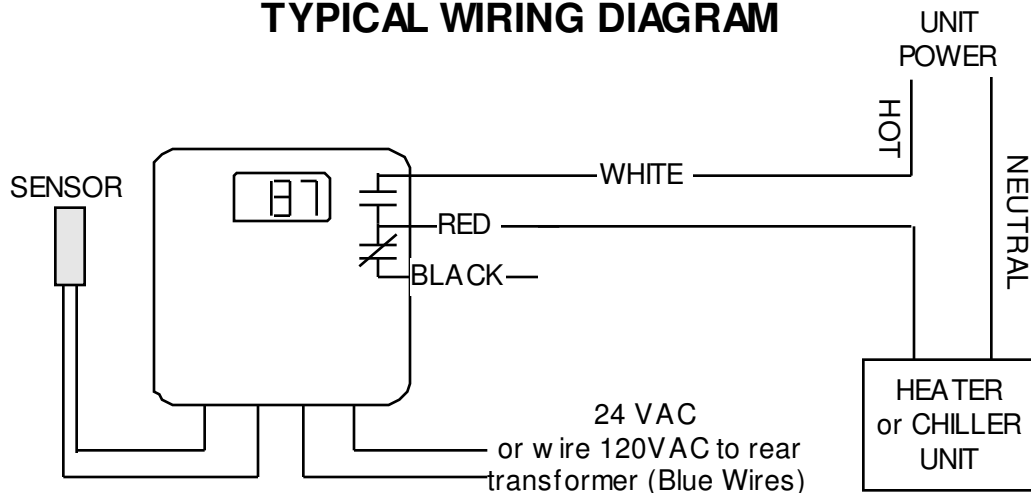 TYPICAL WIRING DIAGRAM
UNIT
POWER
HOT
NEUTRAL
SENSOR
87
WHITE
RED
BLACK
24 VAC
or wire 120VAC to rear
transformer (Blue Wires)
HEATER
or CHILLER
UNIT